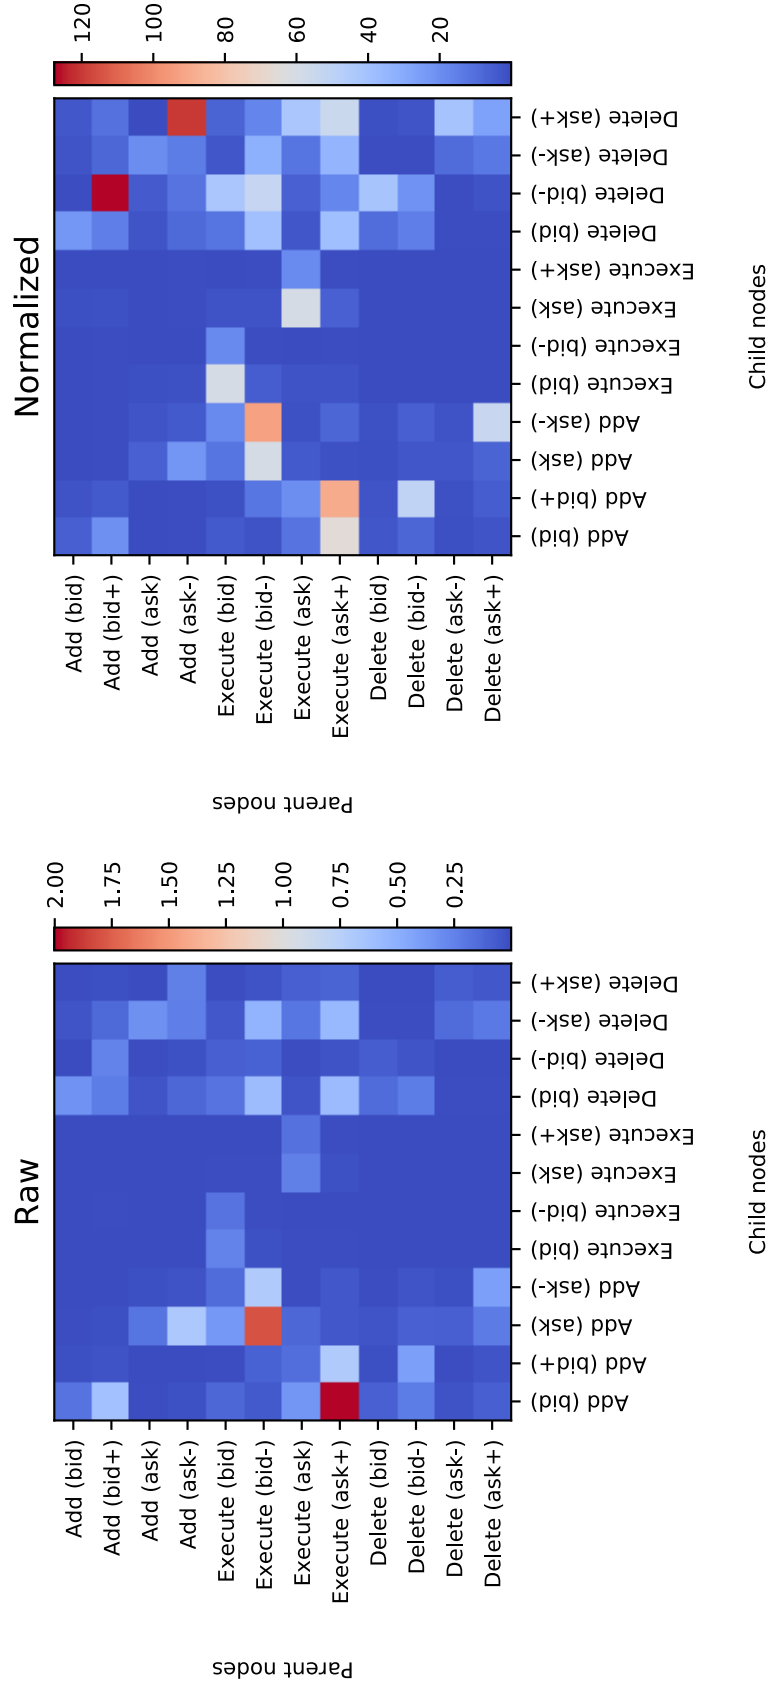 Raw
Parent nodes
Add (bid)
Add (bid+)
Add (ask)
Add (ask-)
Execute (bid)
Execute (bid-)
Execute (ask)
Execute (ask+)
Delete (bid)
Delete (bid-)
Delete (ask-)
Delete (ask+)
Add (bid)
Add (bid+)
Add (ask)
Add (ask-)
Execute (bid)
Execute (bid-)
Execute (ask)
Execute (ask+)
Delete (bid)
Delete (bid-)
Delete (ask-)
Delete (ask+)
Child nodes
2.00
1.75
1.50
1.25
1.00
0.75
0.50
0.25
Normalized
Parent nodes
Add (bid)
Add (bid+)
Add (ask)
Add (ask-)
Execute (bid)
Execute (bid-)
Execute (ask)
Execute (ask+)
Delete (bid)
Delete (bid-)
Delete (ask-)
Delete (ask+)
Add (bid)
Add (bid+)
Add (ask)
Add (ask-)
Execute (bid)
Execute (bid-)
Execute (ask)
Execute (ask+)
Delete (bid)
Delete (bid-)
Delete (ask-)
Delete (ask+)
Child nodes
120
100
80
60
40
20